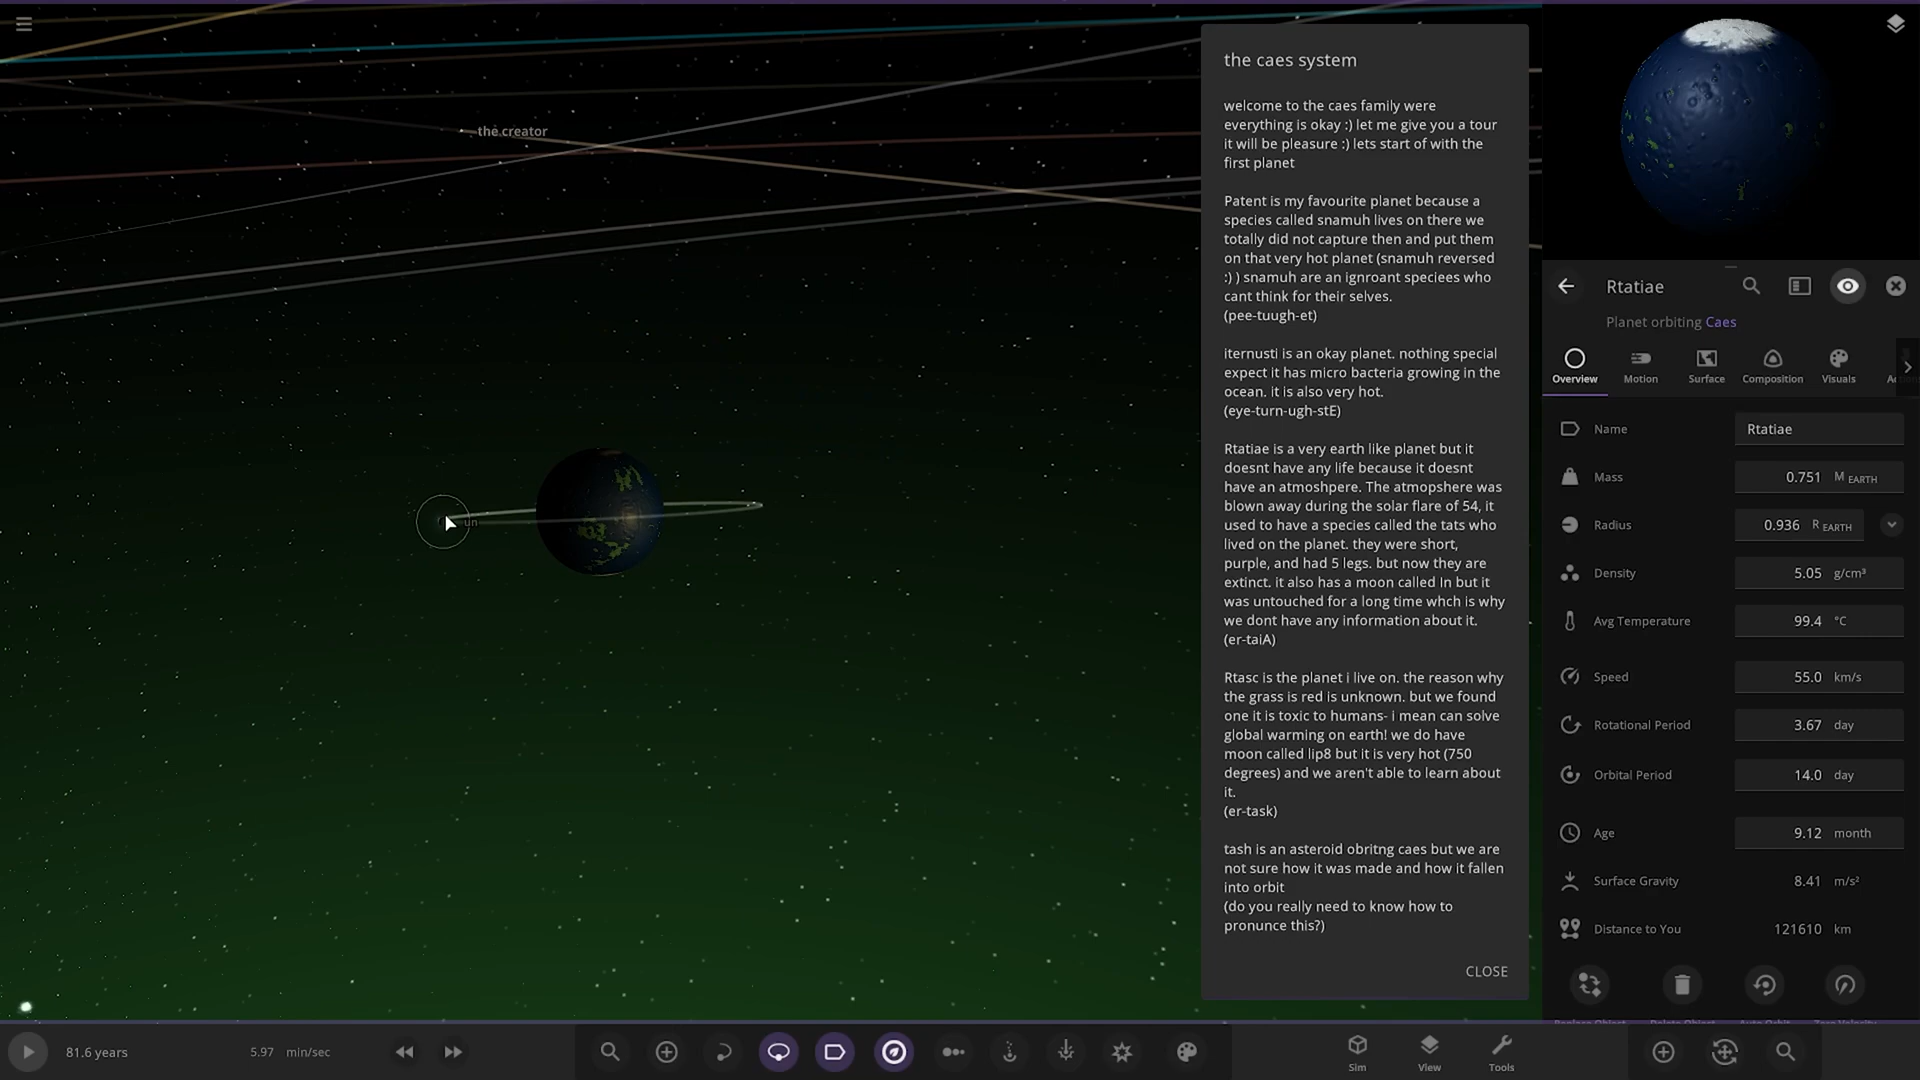 the creator
un
the caes system
welcome to the caes family were
everything is okay :) let me give you a tour
it will be pleasure :) lets start of with the
first planet
Patent is my favourite planet because a
species called snamuh lives on there we
totally did not capture then and put them
on that very hot planet (snamuh reversed
:) ) snamuh are an ignroant speciees who
cant think for their selves.
(pee-tuugh-et)
iternusti is an okay planet. nothing special
expect it has micro bacteria growing in the
ocean. it is also very hot.
(eye-turn-ugh-stE)
Rtatiae is a very earth like planet but it
doesnt have any life because it doesnt
have an atmoshpere. The atmopshere was
blown away during the solar flare of 54, it
used to have a species called the tats who
lived on the planet. they were short,
purple, and had 5 legs. but now they are
extinct. it also has a moon called In but it
was untouched for a long time whch is why
we dont have any information about it.
(er-taiA)
Rtasc is the planet i live on. the reason why
the grass is red is unknown. but we found
one it is toxic to humans- i mean can solve
global warming on earth! we do have
moon called lip8 but it is very hot (750
degrees) and we aren't able to learn about
it.
(er-task)
tash is an asteroid obritng caes but we are
not sure how it was made and how it fallen
into orbit
(do you really need to know how to
pronunce this?)
CLOSE
Rtatiae
Planet orbiting Caes
Overview Motion Surface Composition Visuals
Name Rtatiae
Mass 0.751 M EARTH
Radius 0.936 R EARTH
Density 5.05 g/cm³
Avg Temperature 99.4 °C
Speed 55.0 km/s
Rotational Period 3.67 day
Orbital Period 14.0 day
Age 9.12 month
Surface Gravity 8.41 m/s²
Distance to You 121610 km
81.6 years 5.97 min/sec
Sim View Tools